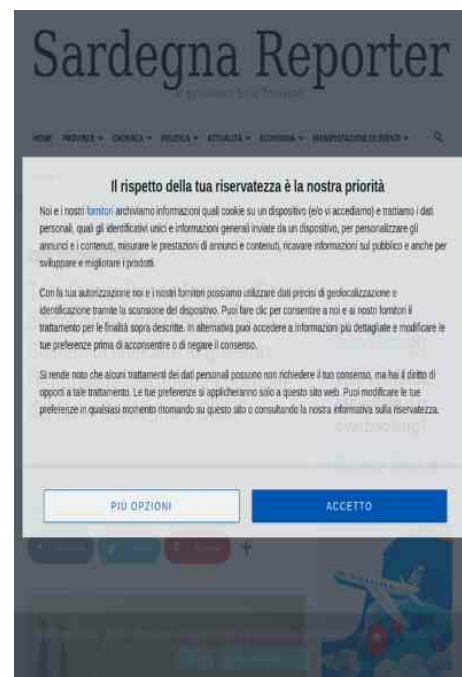 Sardegna Reporter
HOME PROVINCE CRONACA POLITICA ATTUALITÀ ECONOMIA MANIFESTAZIONI ED EVENTI
Il rispetto della tua riservatezza è la nostra priorità
Noi e i nostri fornitori archiviamo informazioni quali cookie su un dispositivo (e/o vi accediamo) e trattiamo i dati
personali, quali gli identificativi unici e informazioni generali inviate da un dispositivo, per personalizzare gli
annunci e i contenuti, misurare le prestazioni di annunci e contenuti, ricavare informazioni sul pubblico e anche per
sviluppare e migliorare i prodotti.
Con la tua autorizzazione noi e i nostri fornitori possiamo utilizzare dati precisi di geolocalizzazione e
identificazione tramite la scansione del dispositivo. Puoi fare clic per consentire a noi e ai nostri fornitori il
trattamento per le finalità sopra descritte. In alternativa puoi accedere a informazioni più dettagliate e modificare le
tue preferenze prima di acconsentire o di negare il consenso.
Si rende noto che alcuni trattamenti dei dati personali possono non richiedere il tuo consenso, ma hai il diritto di
opporti a tale trattamento. Le tue preferenze si applicheranno solo a questo sito web. Puoi modificare le tue
preferenze in qualsiasi momento ritornando su questo sito o consultando la nostra informativa sulla riservatezza.
PIÙ OPZIONI
ACCETTO